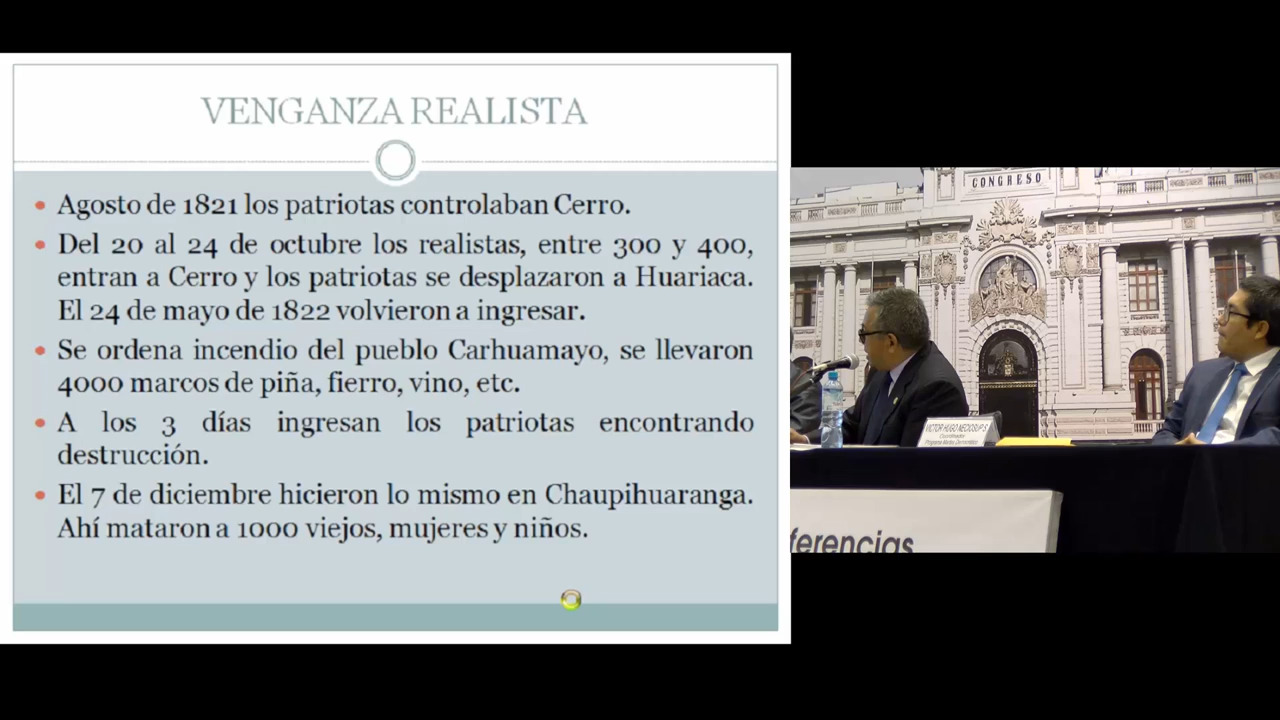 VENGANZA REALISTA
• Agosto de 1821 los patriotas controlaban Cerro.
• Del 20 al 24 de octubre los realistas, entre 300 y 400,
entran a Cerro y los patriotas se desplazaron a Huariaca.
El 24 de mayo de 1822 volvieron a ingresar.
• Se ordena incendio del pueblo Carhuamayo, se llevaron
4000 marcos de piña, fierro, vino, etc.
• A los 3 días ingresan los patriotas encontrando
destrucción.
• El 7 de diciembre hicieron lo mismo en Chaupihuaranga.
Ahí mataron a 1000 viejos, mujeres y niños.
CONGRESO
VICTOR HUGO
Coordinador
ferencias